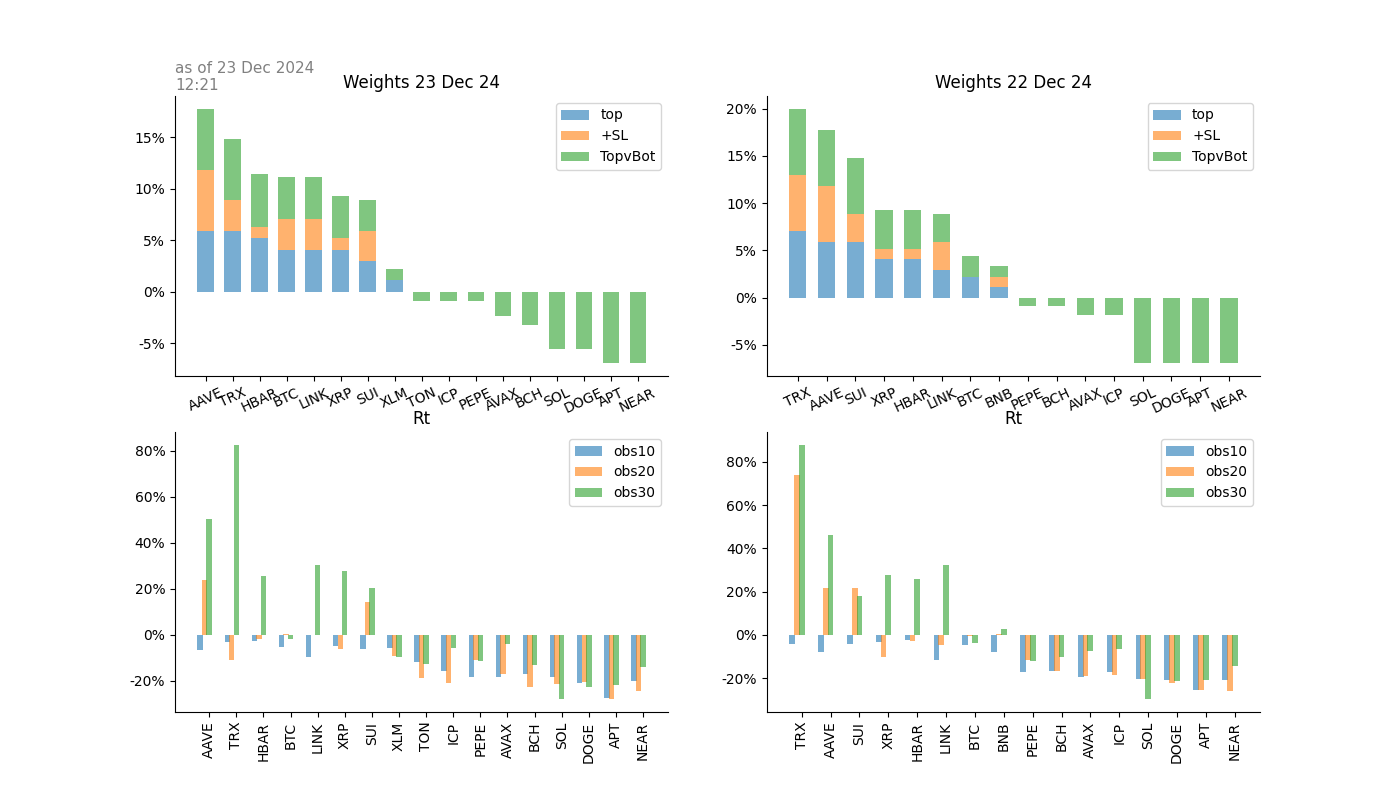 as of 23 Dec 2024
12:21
Weights 23 Dec 24
top
+SL
TopvBot
15%
10%
5%
0%
-5%
AAVE TRX HBAR BTC LINK XRP SUI XLM TON ICP PEPE AVAX BCH SOL DOGE APT NEAR
Weights 22 Dec 24
top
+SL
TopvBot
20%
15%
10%
5%
0%
-5%
TRX AAVE SUI XRP HBAR LINK BTC BNB PEPE BCH AVAX ICP SOL DOGE APT NEAR
Rt
obs10
obs20
obs30
80%
60%
40%
20%
0%
-20%
AAVE TRX HBAR BTC LINK XRP SUI XLM TON ICP PEPE AVAX BCH SOL DOGE APT NEAR
Rt
obs10
obs20
obs30
80%
60%
40%
20%
0%
-20%
TRX AAVE SUI XRP HBAR LINK BTC BNB PEPE BCH AVAX ICP SOL DOGE APT NEAR